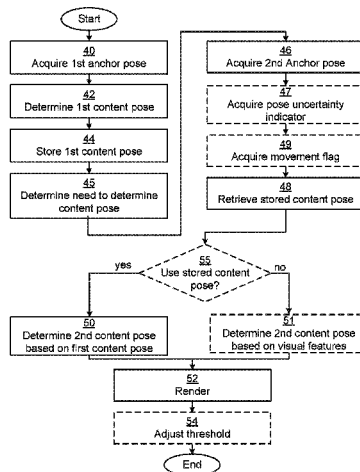 Start
40
Acquire 1st anchor pose
42
Determine 1st content pose
44
Store 1st content pose
45
Determine need to determine
content pose
46
Acquire 2nd Anchor pose
47
Acquire pose uncertainty
indicator
49
Acquire movement flag
48
Retrieve stored content pose
55
Use stored content
pose?
yes
no
50
Determine 2nd content pose
based on first content pose
51
Determine 2nd content pose
based on visual features
52
Render
54
Adjust threshold
End